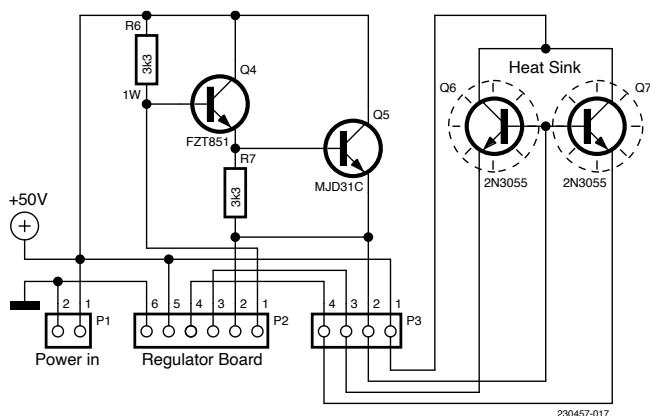 R6
3k3
1W
Q4
FZT851
R7
3k3
Q5
MJD31C
Heat Sink
Q6
Q7
2N3055
2N3055
+50V
2
1
P1
Power in
6
5
4
3
2
1
P2
Regulator Board
4
3
2
1
P3
230457-017